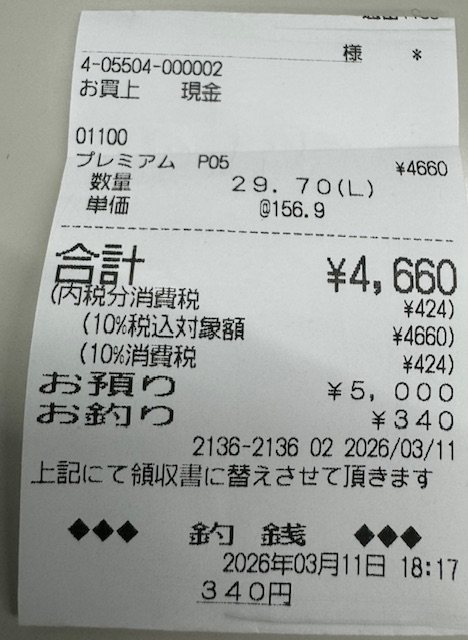 様 *
4-05504-000002
お買上 現金
01100
プレミアム P05 ¥4660
数量 29.70(L)
単価 @156.9
合計 ¥4,660
(内税分消費税 ¥424)
(10%税込対象額 ¥4660)
(10%消費税 ¥424)
お預り ¥5,000
お釣り ¥340
2136-2136 02 2026/03/11
上記にて領収書に替えさせて頂きます
◆◆◆ 釣 銭 ◆◆◆
2026年03月11日 18:17
340円